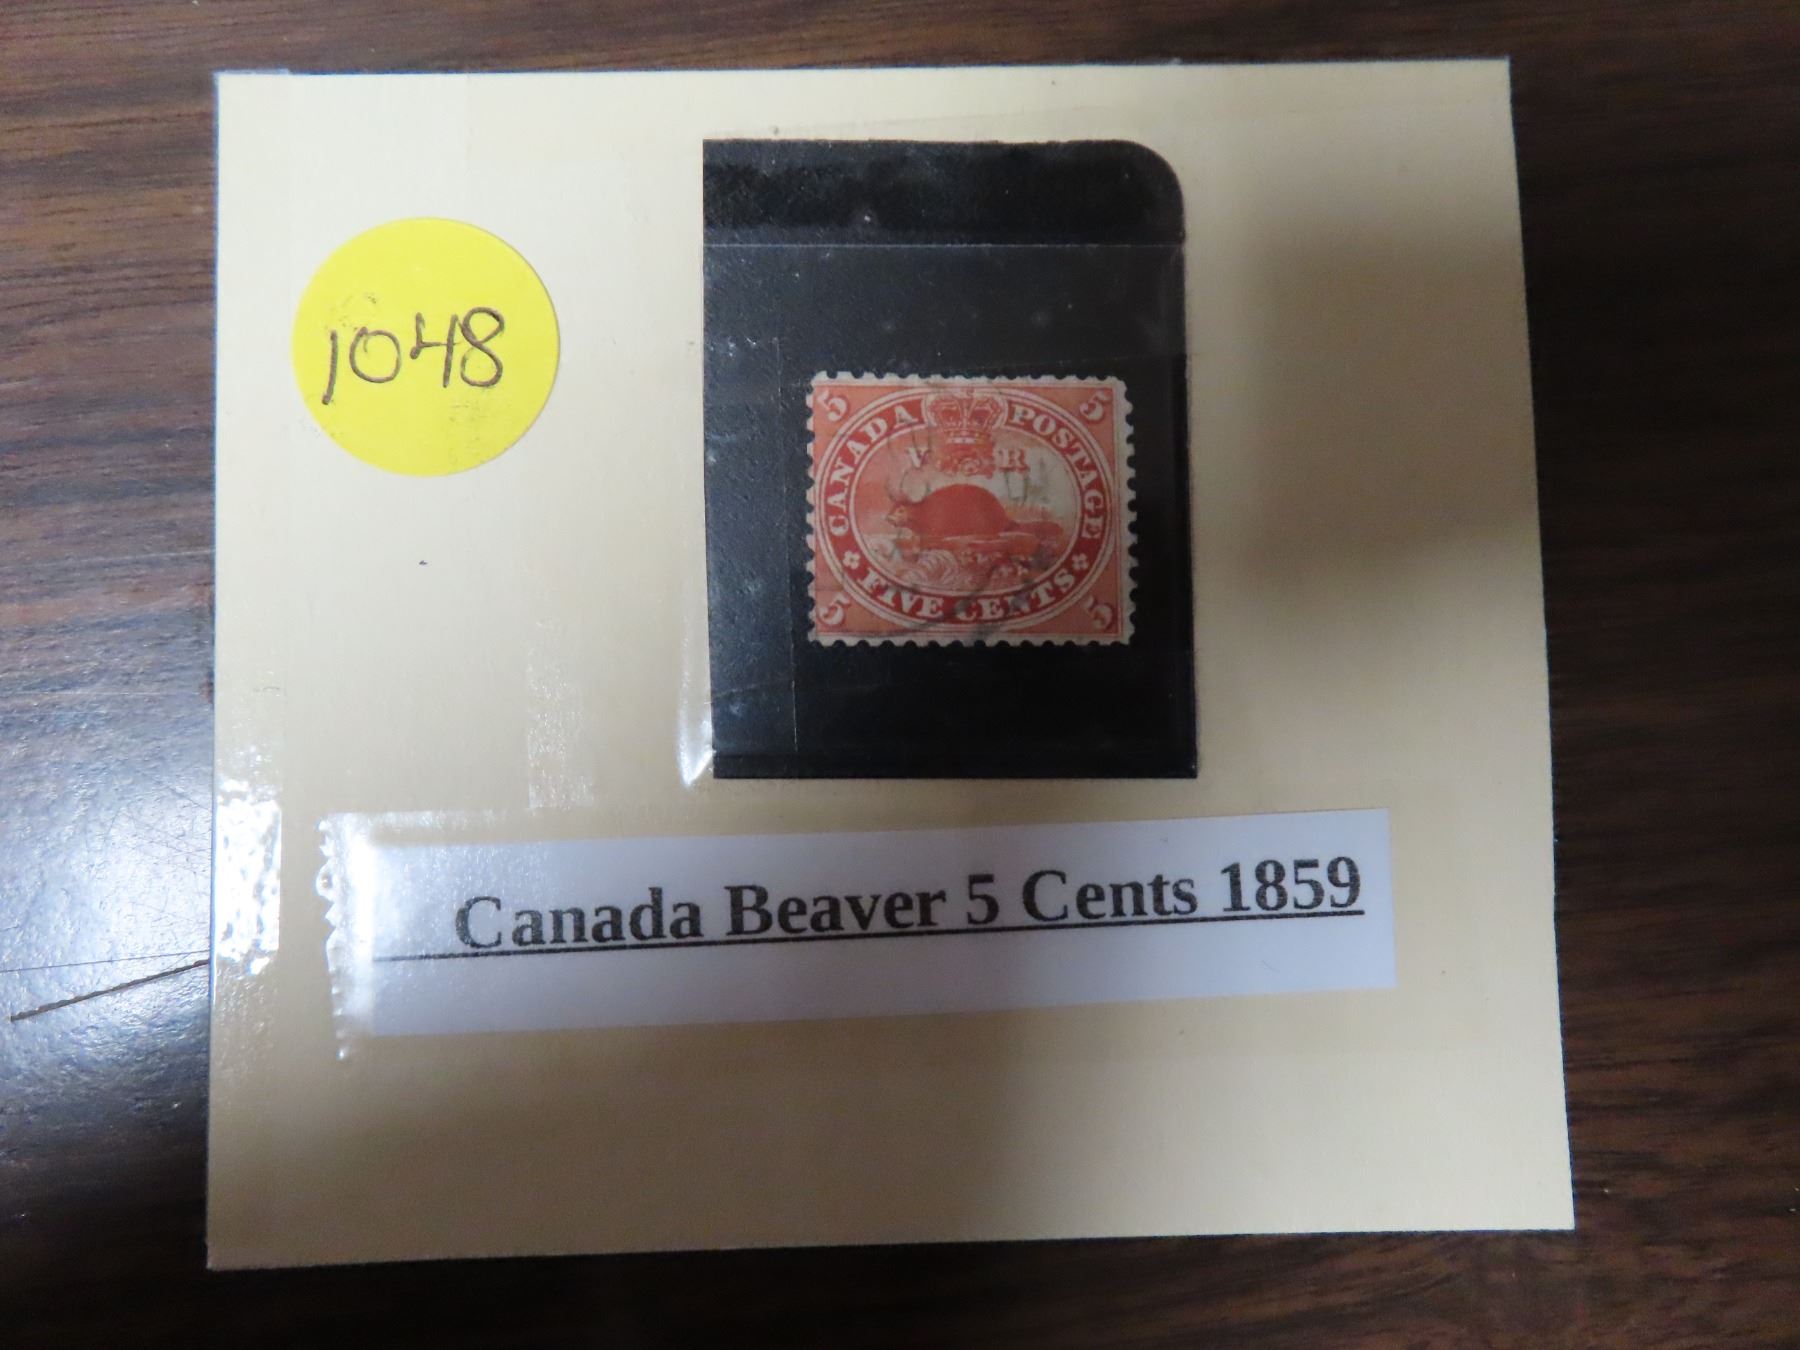 1048
5 5
CANADA POSTAGE
V R
FIVE CENTS
5 5
Canada Beaver 5 Cents 1859